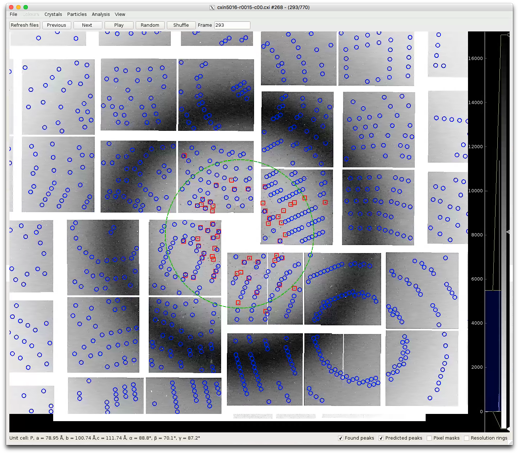 cxin5016-r0015-c00.cxi #268 - (293/770)
File Crystals Particles Analysis View
Refresh files Previous Next Play Random Shuffle Frame 293
16000
14000
12000
10000
8000
6000
4000
2000
0
Unit cell: P, a = 78.95 Å, b = 100.74 Å, c = 111.74 Å, α = 88.8°, β = 70.1°, γ = 87.2°
Found peaks Predicted peaks Pixel masks Resolution rings